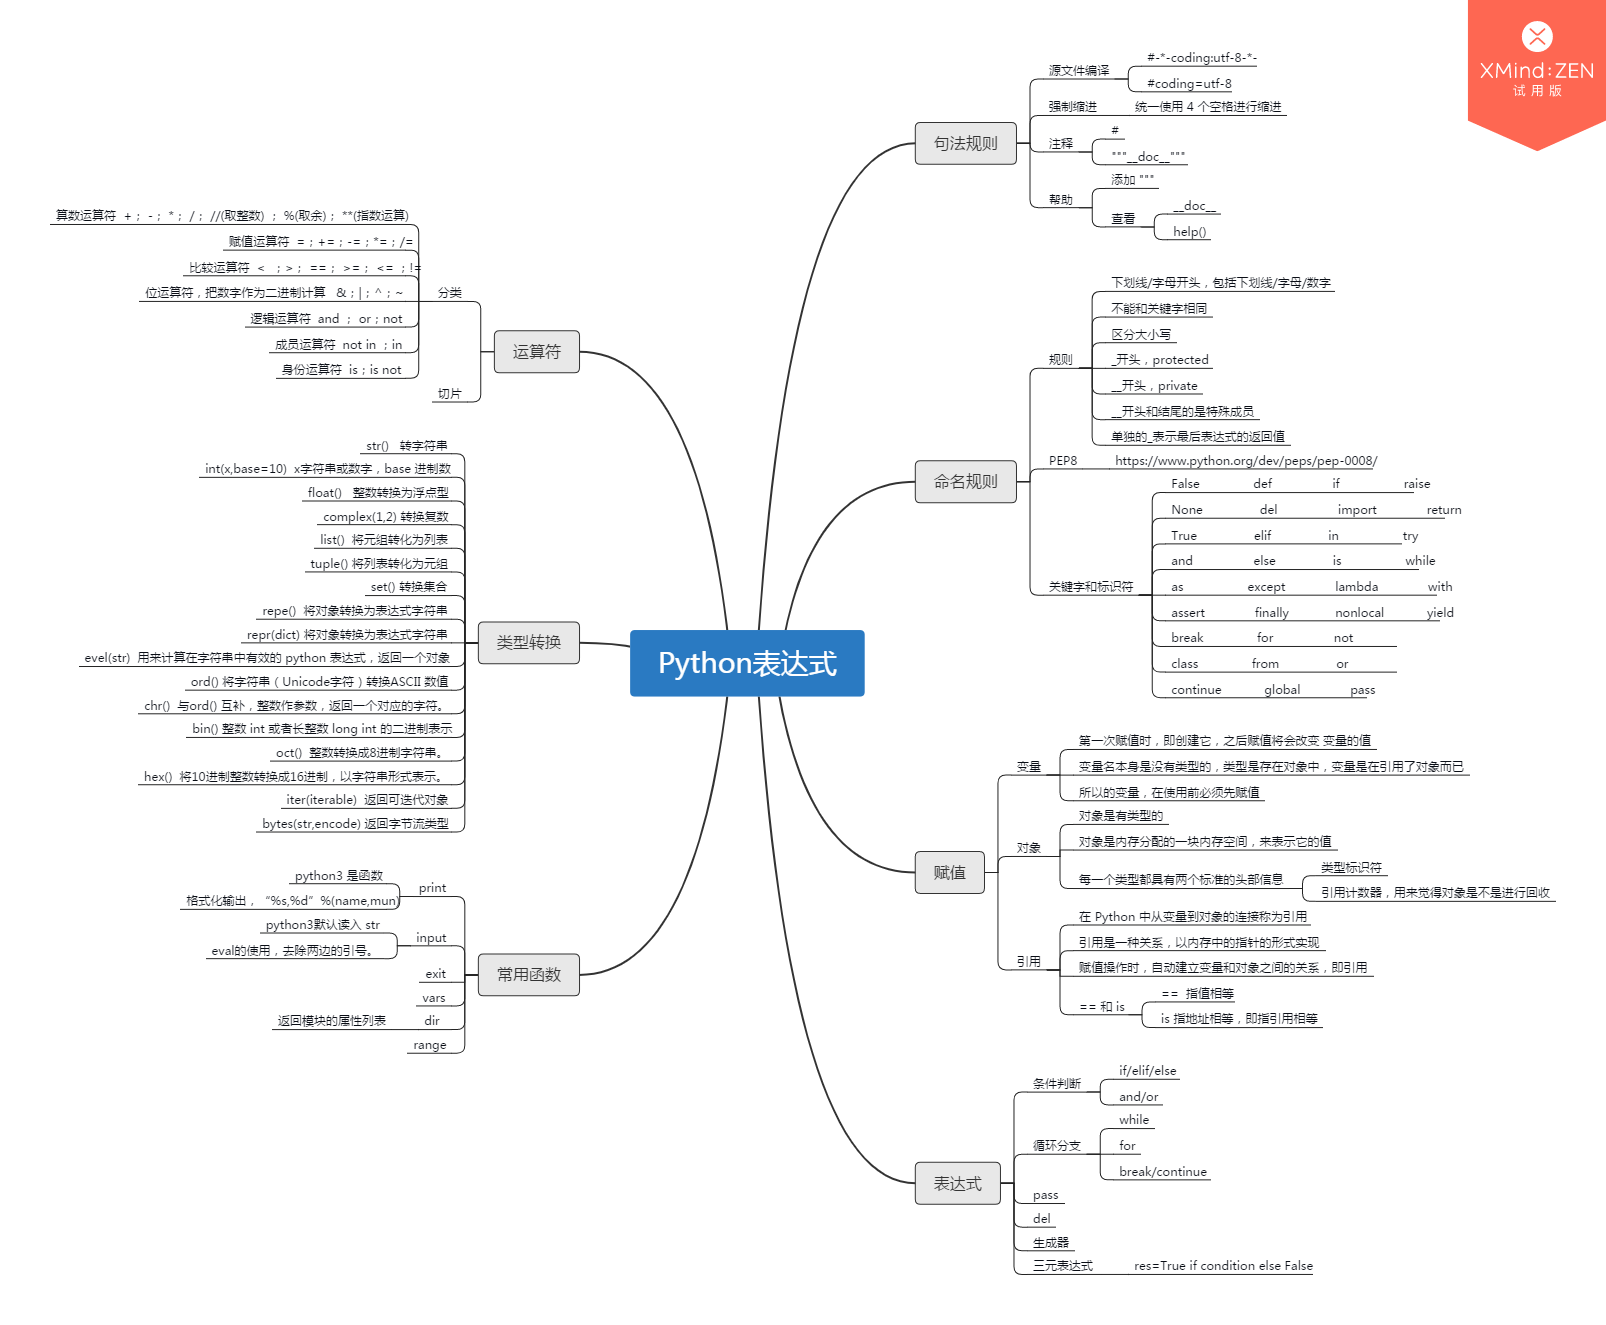 XMind:ZEN
试用版
Python表达式
句法规则
源文件编译
#-*-coding:utf-8-*-
#coding=utf-8
强制缩进
统一使用 4 个空格进行缩进
注释
#
"""__doc__"""
帮助
添加 """
查看
__doc__
help()
命名规则
规则
下划线/字母开头，包括下划线/字母/数字
不能和关键字相同
区分大小写
_开头，protected
__开头，private
__开头和结尾的是特殊成员
单独的_表示最后表达式的返回值
PEP8
https://www.python.org/dev/peps/pep-0008/
关键字和标识符
False def if raise
None del import return
True elif in try
and else is while
as except lambda with
assert finally nonlocal yield
break for not
class from or
continue global pass
赋值
变量
第一次赋值时，即创建它，之后赋值将会改变 变量的值
变量名本身是没有类型的，类型是存在对象中，变量是在引用了对象而已
所以的变量，在使用前必须先赋值
对象
对象是有类型的
对象是内存分配的一块内存空间，来表示它的值
每一个类型都具有两个标准的头部信息
类型标识符
引用计数器，用来觉得对象是不是进行回收
引用
在 Python 中从变量到对象的连接称为引用
引用是一种关系，以内存中的指针的形式实现
赋值操作时，自动建立变量和对象之间的关系，即引用
== 和 is
== 指值相等
is 指地址相等，即指引用相等
表达式
条件判断
if/elif/else
and/or
循环分支
while
for
break/continue
pass
del
生成器
三元表达式
res=True if condition else False
运算符
分类
算数运算符 +； -； *； /； //(取整数) ； %(取余)； **(指数运算)
赋值运算符 =；+=；-=；*=；/=
比较运算符 < ；>； ==； >=； <= ；!=
位运算符，把数字作为二进制计算 &；|；^；~
逻辑运算符 and ； or；not
成员运算符 not in ；in
身份运算符 is；is not
切片
类型转换
str() 转字符串
int(x,base=10) x字符串或数字，base 进制数
float() 整数转换为浮点型
complex(1,2) 转换复数
list() 将元组转化为列表
tuple() 将列表转化为元组
set() 转换集合
repe() 将对象转换为表达式字符串
repr(dict) 将对象转换为表达式字符串
evel(str) 用来计算在字符串中有效的 python 表达式，返回一个对象
ord() 将字符串（Unicode字符）转换ASCII 数值
chr() 与ord() 互补，整数作参数，返回一个对应的字符。
bin() 整数 int 或者长整数 long int 的二进制表示
oct() 整数转换成8进制字符串。
hex() 将10进制整数转换成16进制，以字符串形式表示。
iter(iterable) 返回可迭代对象
bytes(str,encode) 返回字节流类型
常用函数
print
python3 是函数
格式化输出，“%s,%d”%(name,mun)
input
python3默认读入 str
eval的使用，去除两边的引号。
exit
vars
dir
返回模块的属性列表
range